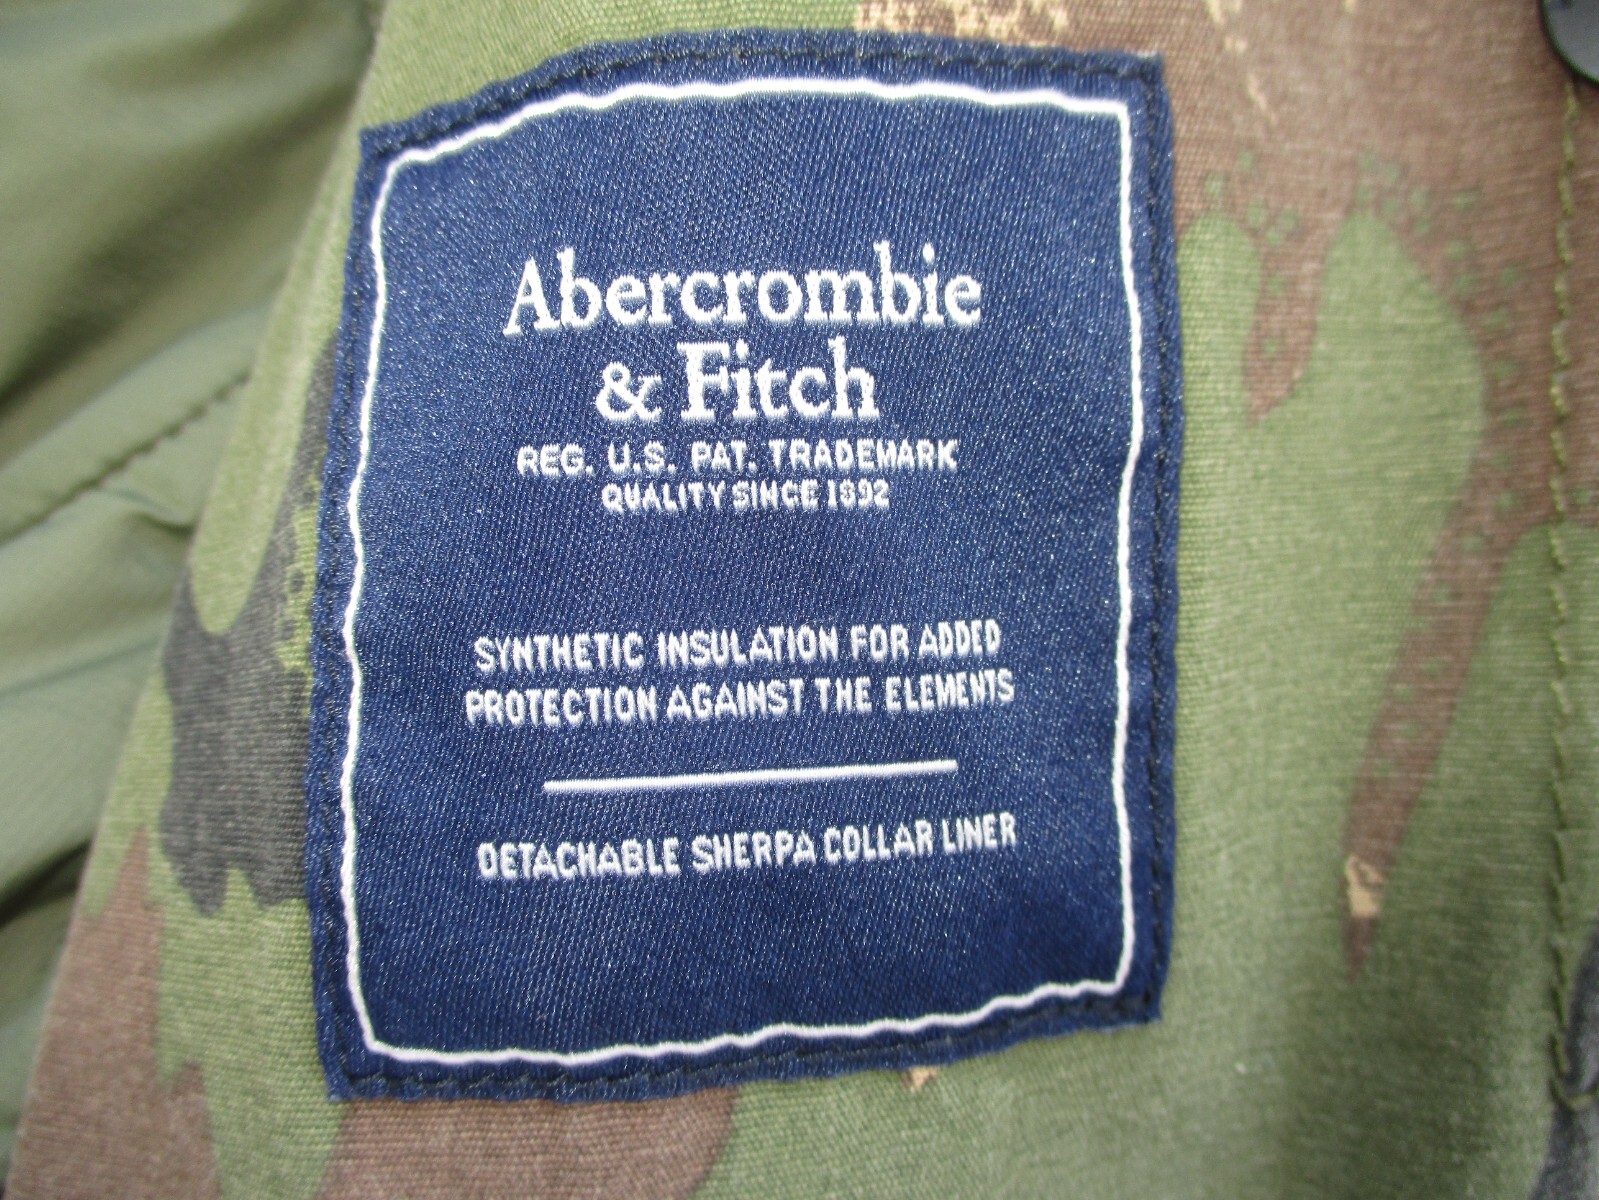 Abercrombie
& Fitch
REG. U.S. PAT. TRADEMARK
QUALITY SINCE 1892
SYNTHETIC INSULATION FOR ADDED
PROTECTION AGAINST THE ELEMENTS
DETACHABLE SHERPA COLLAR LINER